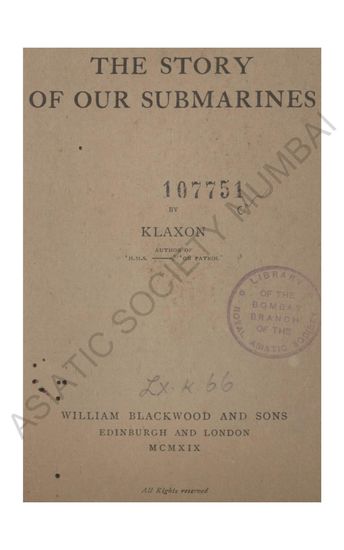 THE STORY
OF OUR SUBMARINES
107751
BY
KLAXON
AUTHOR OF
'H.M.S. ——,' 'ON PATROL'
LIBRARY
OF THE
BOMBAY
BRANCH
OF THE
ROYAL ASIATIC SOCIETY
Lx. K 66
WILLIAM BLACKWOOD AND SONS
EDINBURGH AND LONDON
MCMXIX
All Rights reserved
ASIATIC SOCIETY MUMBAI